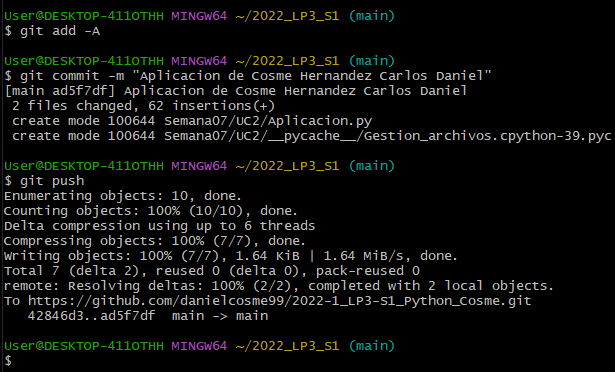 User@DESKTOP-411OTHH MINGW64 ~/2022_LP3_S1 (main)
$ git add -A
User@DESKTOP-411OTHH MINGW64 ~/2022_LP3_S1 (main)
$ git commit -m "Aplicacion de Cosme Hernandez Carlos Daniel"
[main ad5f7df] Aplicacion de Cosme Hernandez Carlos Daniel
2 files changed, 62 insertions(+)
create mode 100644 Semana07/UC2/Aplicacion.py
create mode 100644 Semana07/UC2/__pycache__/Gestion_archivos.cpython-39.pyc
User@DESKTOP-411OTHH MINGW64 ~/2022_LP3_S1 (main)
$ git push
Enumerating objects: 10, done.
Counting objects: 100% (10/10), done.
Delta compression using up to 6 threads
Compressing objects: 100% (7/7), done.
Writing objects: 100% (7/7), 1.64 KiB | 1.64 MiB/s, done.
Total 7 (delta 2), reused 0 (delta 0), pack-reused 0
remote: Resolving deltas: 100% (2/2), completed with 2 local objects.
To https://github.com/danielcosme99/2022-1_LP3-S1_Python_Cosme.git
42846d3..ad5f7df  main -> main
User@DESKTOP-411OTHH MINGW64 ~/2022_LP3_S1 (main)
$